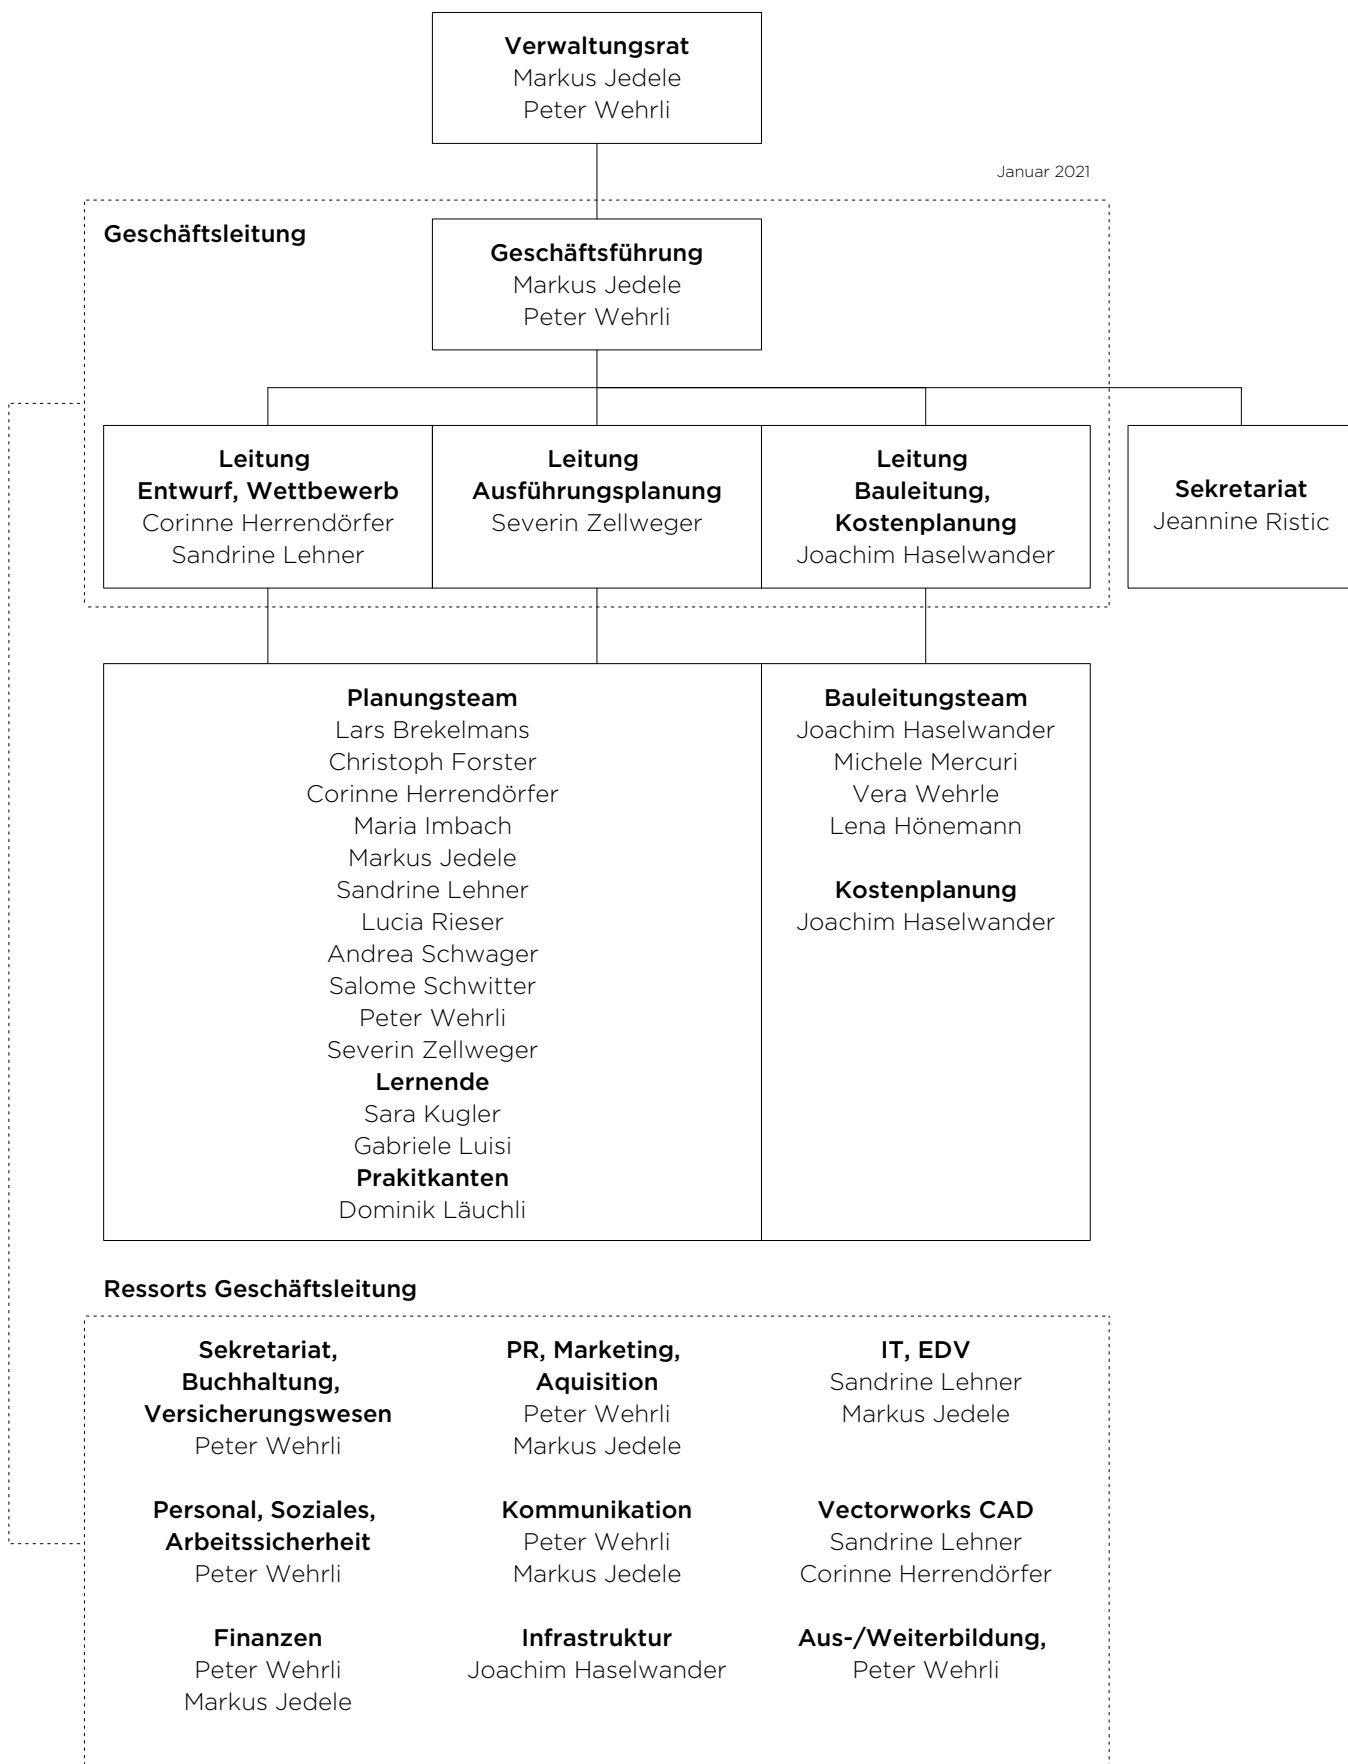 Verwaltungsrat
Markus Jedele
Peter Wehrli
Januar 2021
Geschäftsleitung
Geschäftsführung
Markus Jedele
Peter Wehrli
Leitung
Entwurf, Wettbewerb
Corinne Herrendörfer
Sandrine Lehner
Leitung
Ausführungsplanung
Severin Zellweger
Leitung
Bauleitung,
Kostenplanung
Joachim Haselwander
Sekretariat
Jeannine Ristic
Planungsteam
Lars Brekelmans
Christoph Forster
Corinne Herrendörfer
Maria Imbach
Markus Jedele
Sandrine Lehner
Lucia Rieser
Andrea Schwager
Salome Schwitter
Peter Wehrli
Severin Zellweger
Lernende
Sara Kugler
Gabriele Luisi
Prakitkanten
Dominik Läuchli
Bauleitungsteam
Joachim Haselwander
Michele Mercuri
Vera Wehrle
Lena Hönemann
Kostenplanung
Joachim Haselwander
Ressorts Geschäftsleitung
Sekretariat,
Buchhaltung,
Versicherungswesen
Peter Wehrli
PR, Marketing,
Aquisition
Peter Wehrli
Markus Jedele
IT, EDV
Sandrine Lehner
Markus Jedele
Personal, Soziales,
Arbeitssicherheit
Peter Wehrli
Kommunikation
Peter Wehrli
Markus Jedele
Vectorworks CAD
Sandrine Lehner
Corinne Herrendörfer
Finanzen
Peter Wehrli
Markus Jedele
Infrastruktur
Joachim Haselwander
Aus-/Weiterbildung,
Peter Wehrli